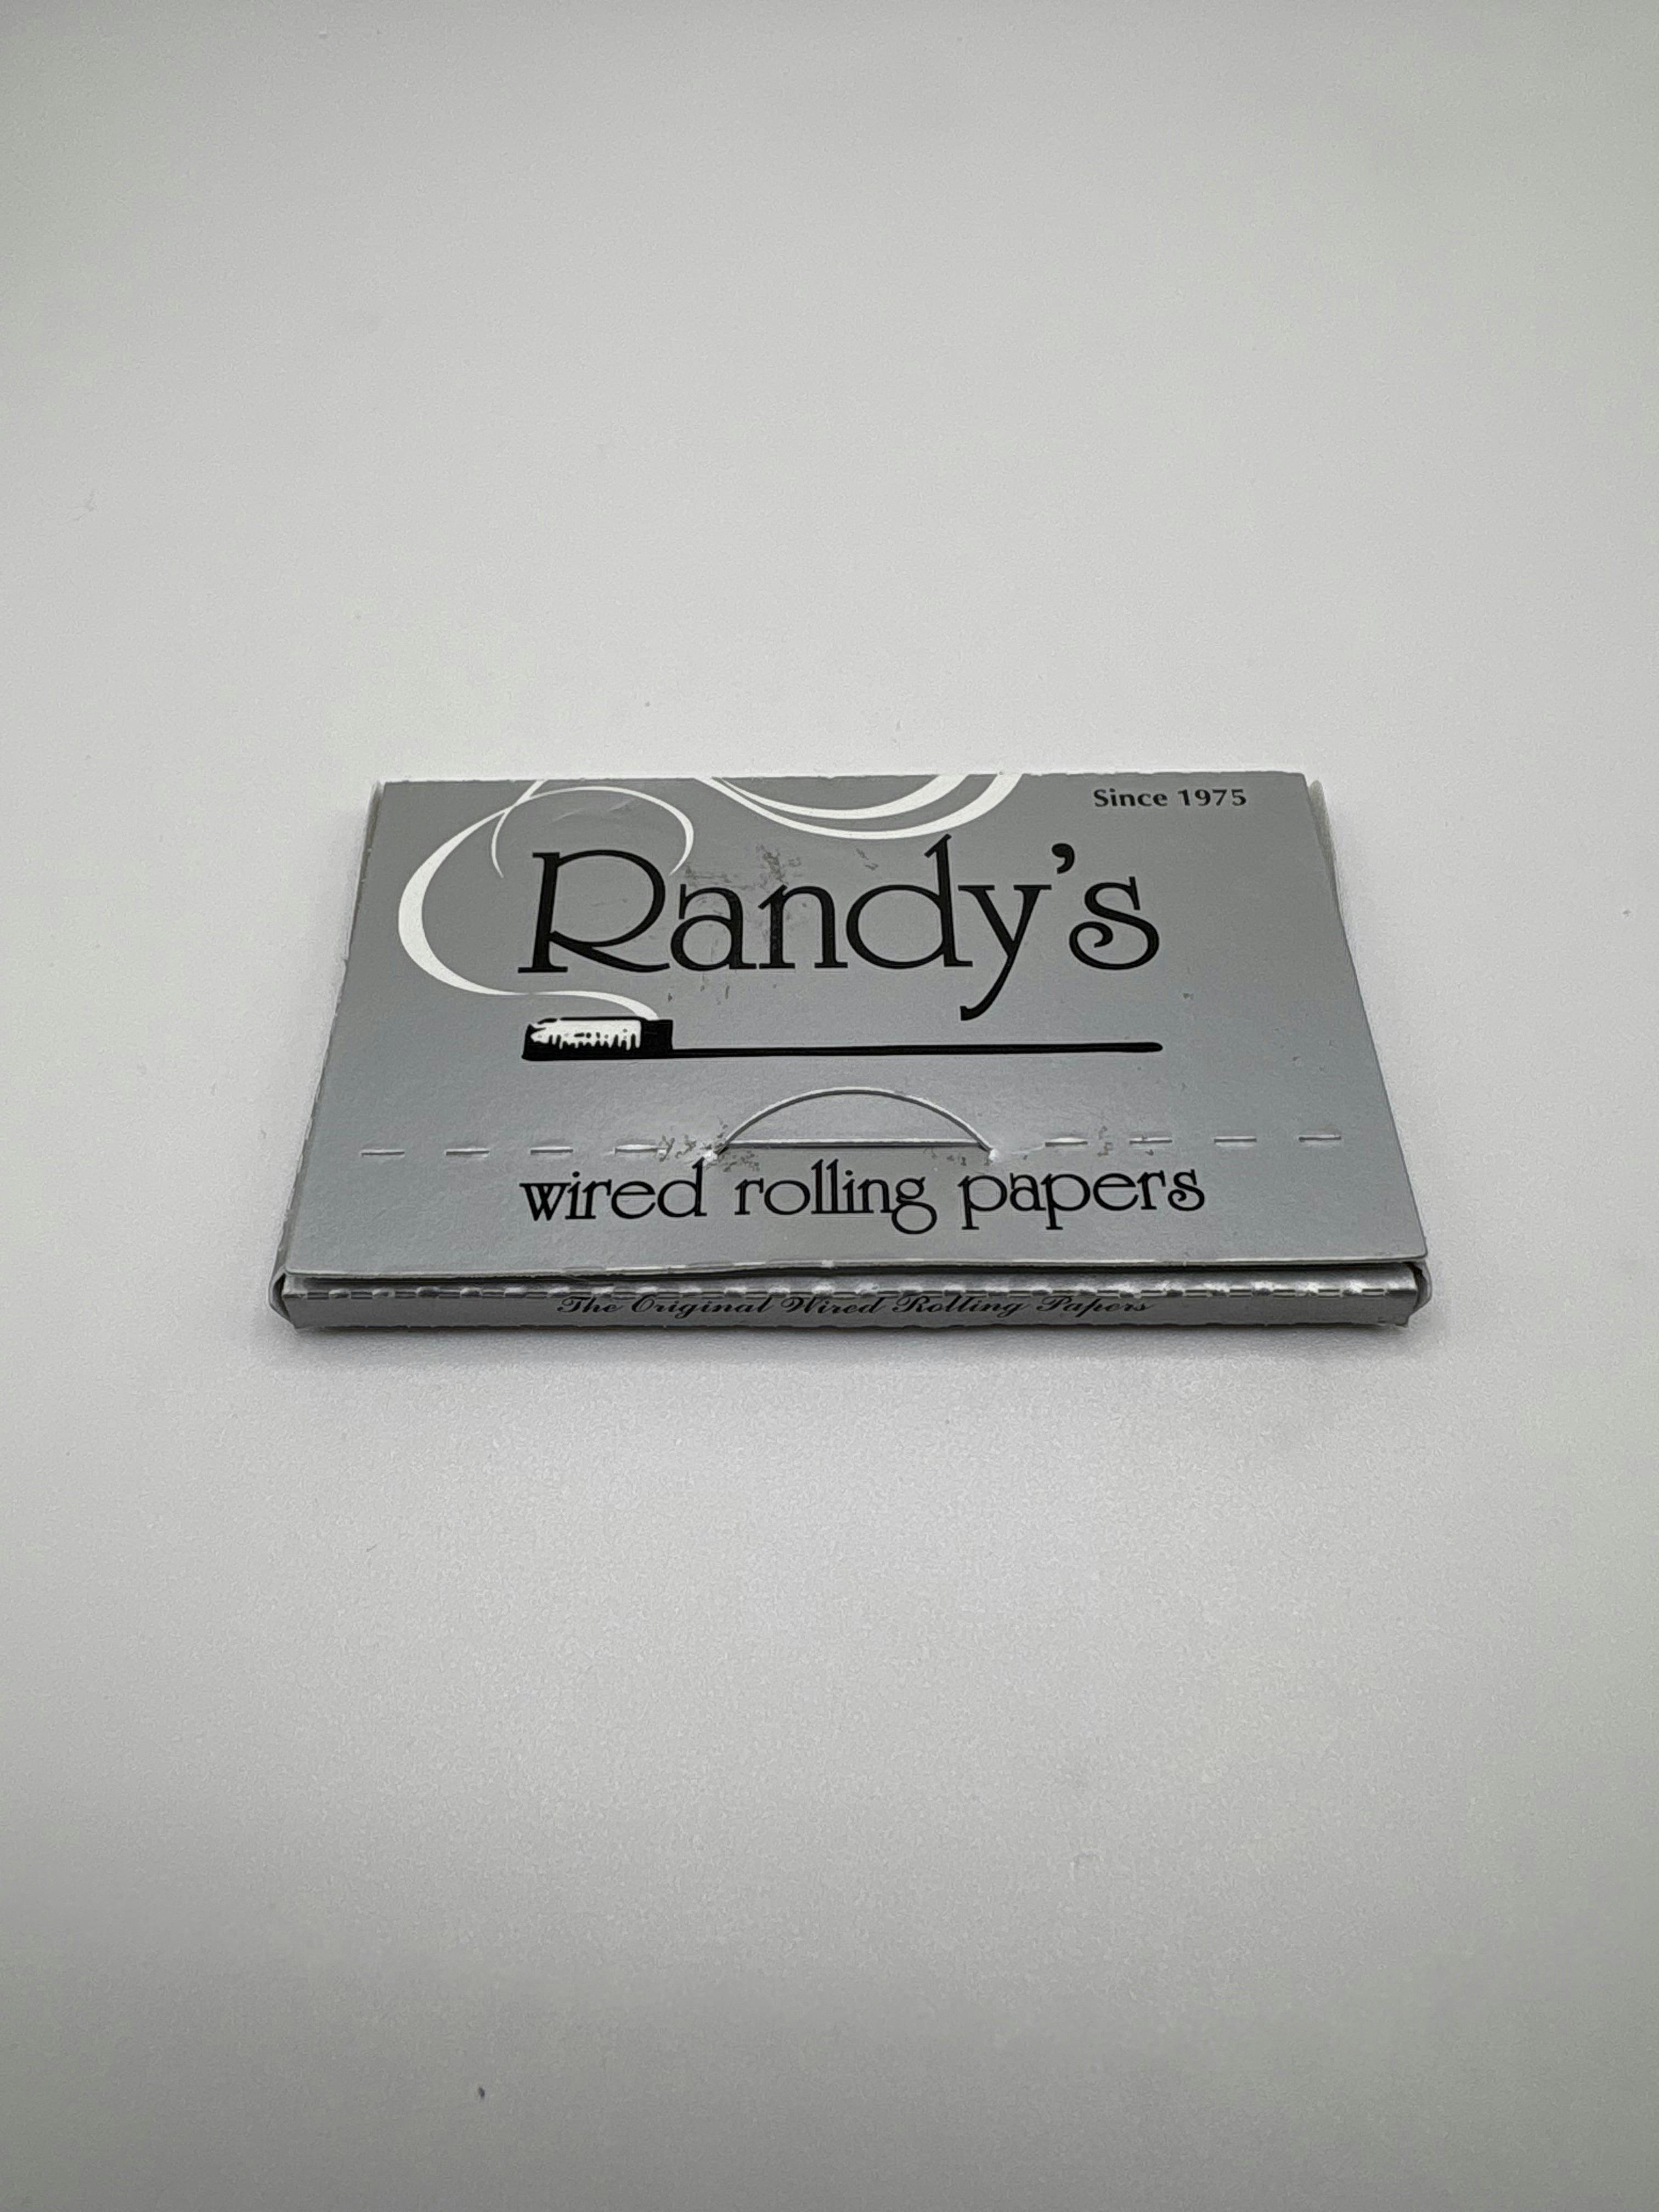 Since 1975
Randy's
wired rolling papers
The Original Wired Rolling Papers